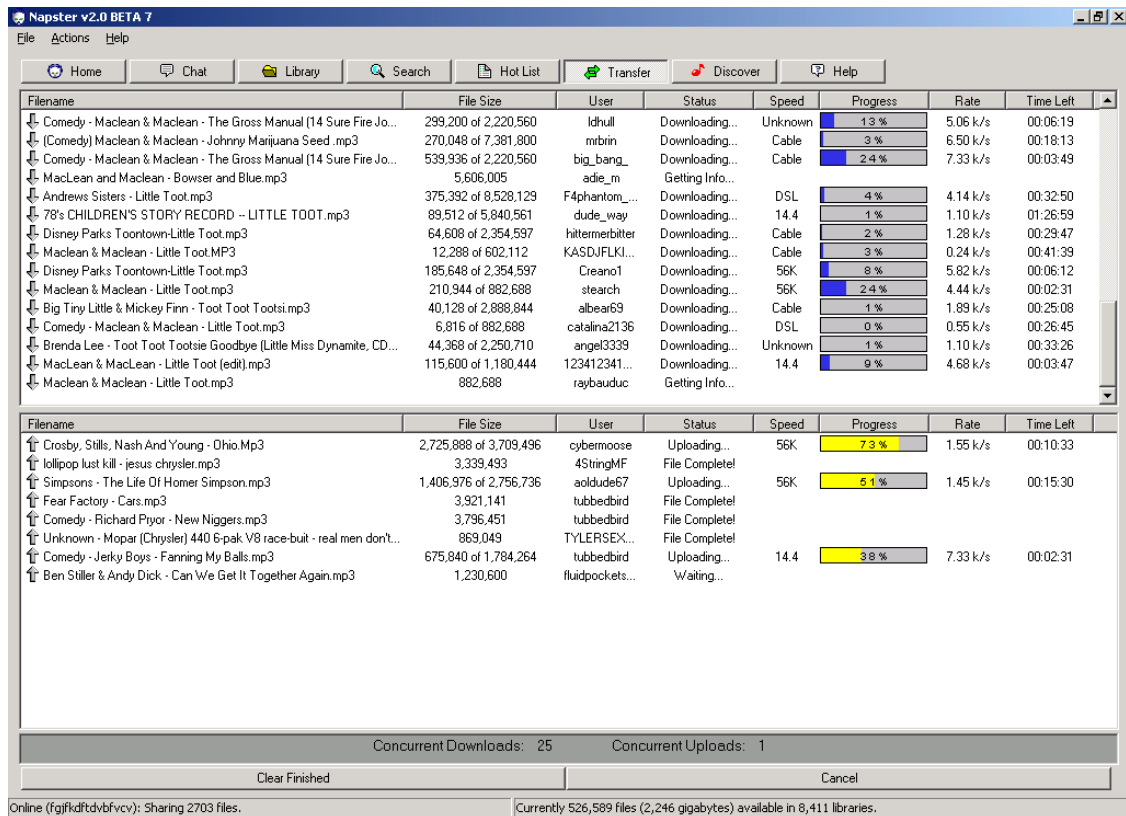 Napster v2.0 BETA 7
File Actions Help
Home Chat Library Search Hot List Transfer Discover Help
Filename File Size User Status Speed Progress Rate Time Left
Comedy - Maclean & Maclean - The Gross Manual (14 Sure Fire Jo... 299,200 of 2,220,560 ldhull Downloading... Unknown 13 % 5.06 k/s 00:06:19
(Comedy) Maclean & Maclean - Johnny Marijuana Seed .mp3 270,048 of 7,381,800 mrbrin Downloading... Cable 3 % 6.50 k/s 00:18:13
Comedy - Maclean & Maclean - The Gross Manual (14 Sure Fire Jo... 539,936 of 2,220,560 big_bang_ Downloading... Cable 24 % 7.33 k/s 00:03:49
MacLean and Maclean - Bowser and Blue.mp3 5,606,005 adie_m Getting Info...
Andrews Sisters - Little Toot.mp3 375,392 of 8,528,129 F4phantom_... Downloading... DSL 4 % 4.14 k/s 00:32:50
78's CHILDREN'S STORY RECORD -- LITTLE TOOT.mp3 89,512 of 5,840,561 dude_way Downloading... 14.4 1 % 1.10 k/s 01:26:59
Disney Parks Toontown-Little Toot.mp3 64,608 of 2,354,597 hittermerbitter Downloading... Cable 2 % 1.28 k/s 00:29:47
Maclean & Maclean - Little Toot.MP3 12,288 of 602,112 KASDJFLKI... Downloading... Cable 3 % 0.24 k/s 00:41:39
Disney Parks Toontown-Little Toot.mp3 185,648 of 2,354,597 Creano1 Downloading... 56K 8 % 5.82 k/s 00:06:12
Maclean & Maclean - Little Toot.mp3 210,944 of 882,688 stearch Downloading... 56K 24 % 4.44 k/s 00:02:31
Big Tiny Little & Mickey Finn - Toot Toot Tootsi.mp3 40,128 of 2,888,844 albear69 Downloading... Cable 1 % 1.89 k/s 00:25:08
Comedy - Maclean & Maclean - Little Toot.mp3 6,816 of 882,688 catalina2136 Downloading... DSL 0 % 0.55 k/s 00:26:45
Brenda Lee - Toot Toot Tootsie Goodbye (Little Miss Dynamite, CD... 44,368 of 2,250,710 angel3339 Downloading... Unknown 1 % 1.10 k/s 00:33:26
MacLean & MacLean - Little Toot (edit).mp3 115,600 of 1,180,444 123412341... Downloading... 14.4 9 % 4.68 k/s 00:03:47
Maclean & Maclean - Little Toot.mp3 882,688 raybauduc Getting Info...
Filename File Size User Status Speed Progress Rate Time Left
Crosby, Stills, Nash And Young - Ohio.Mp3 2,725,888 of 3,709,496 cybermoose Uploading... 56K 73 % 1.55 k/s 00:10:33
lollipop lust kill - jesus chrysler.mp3 3,339,493 4StringMF File Complete!
Simpsons - The Life Of Homer Simpson.mp3 1,406,976 of 2,756,736 aoldude67 Uploading... 56K 51 % 1.45 k/s 00:15:30
Fear Factory - Cars.mp3 3,921,141 tubbedbird File Complete!
Comedy - Richard Pryor - New Niggers.mp3 3,796,451 tubbedbird File Complete!
Unknown - Mopar (Chrysler) 440 6-pak V8 race-buit - real men don't... 869,049 TYLERSEX... File Complete!
Comedy - Jerky Boys - Fanning My Balls.mp3 675,840 of 1,784,264 tubbedbird Uploading... 14.4 38 % 7.33 k/s 00:02:31
Ben Stiller & Andy Dick - Can We Get It Together Again.mp3 1,230,600 fluidpockets... Waiting...
Concurrent Downloads: 25 Concurrent Uploads: 1
Clear Finished Cancel
Online (fgjfkdftdvbfvcv): Sharing 2703 files. Currently 526,589 files (2,246 gigabytes) available in 8,411 libraries.